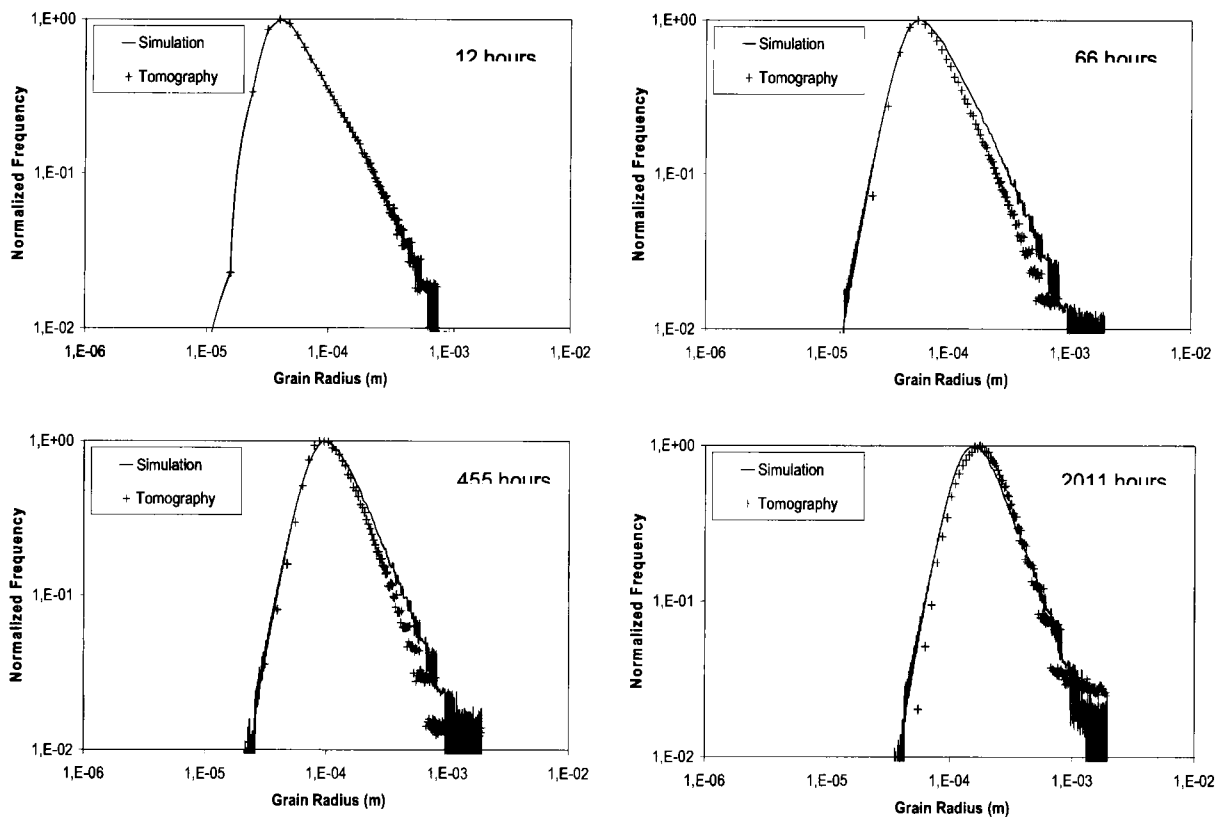 1,E+00
Simulation
Tomography
12 hours
Normalized Frequency
1,E-01
1,E-02
1,E-06
1,E-05
1,E-04
1,E-03
1,E-02
Grain Radius (m)
1,E+00
Simulation
Tomography
66 hours
Normalized Frequency
1,E-01
1,E-02
1,E-06
1,E-05
1,E-04
1,E-03
1,E-02
Grain Radius (m)
1,E+00
Simulation
Tomography
455 hours
Normalized Frequency
1,E-01
1,E-02
1,E-06
1,E-05
1,E-04
1,E-03
1,E-02
Grain Radius (m)
1,E+00
Simulation
Tomography
2011 hours
Normalized Frequency
1,E-01
1,E-02
1,E-06
1,E-05
1,E-04
1,E-03
1,E-02
Grain Radius (m)